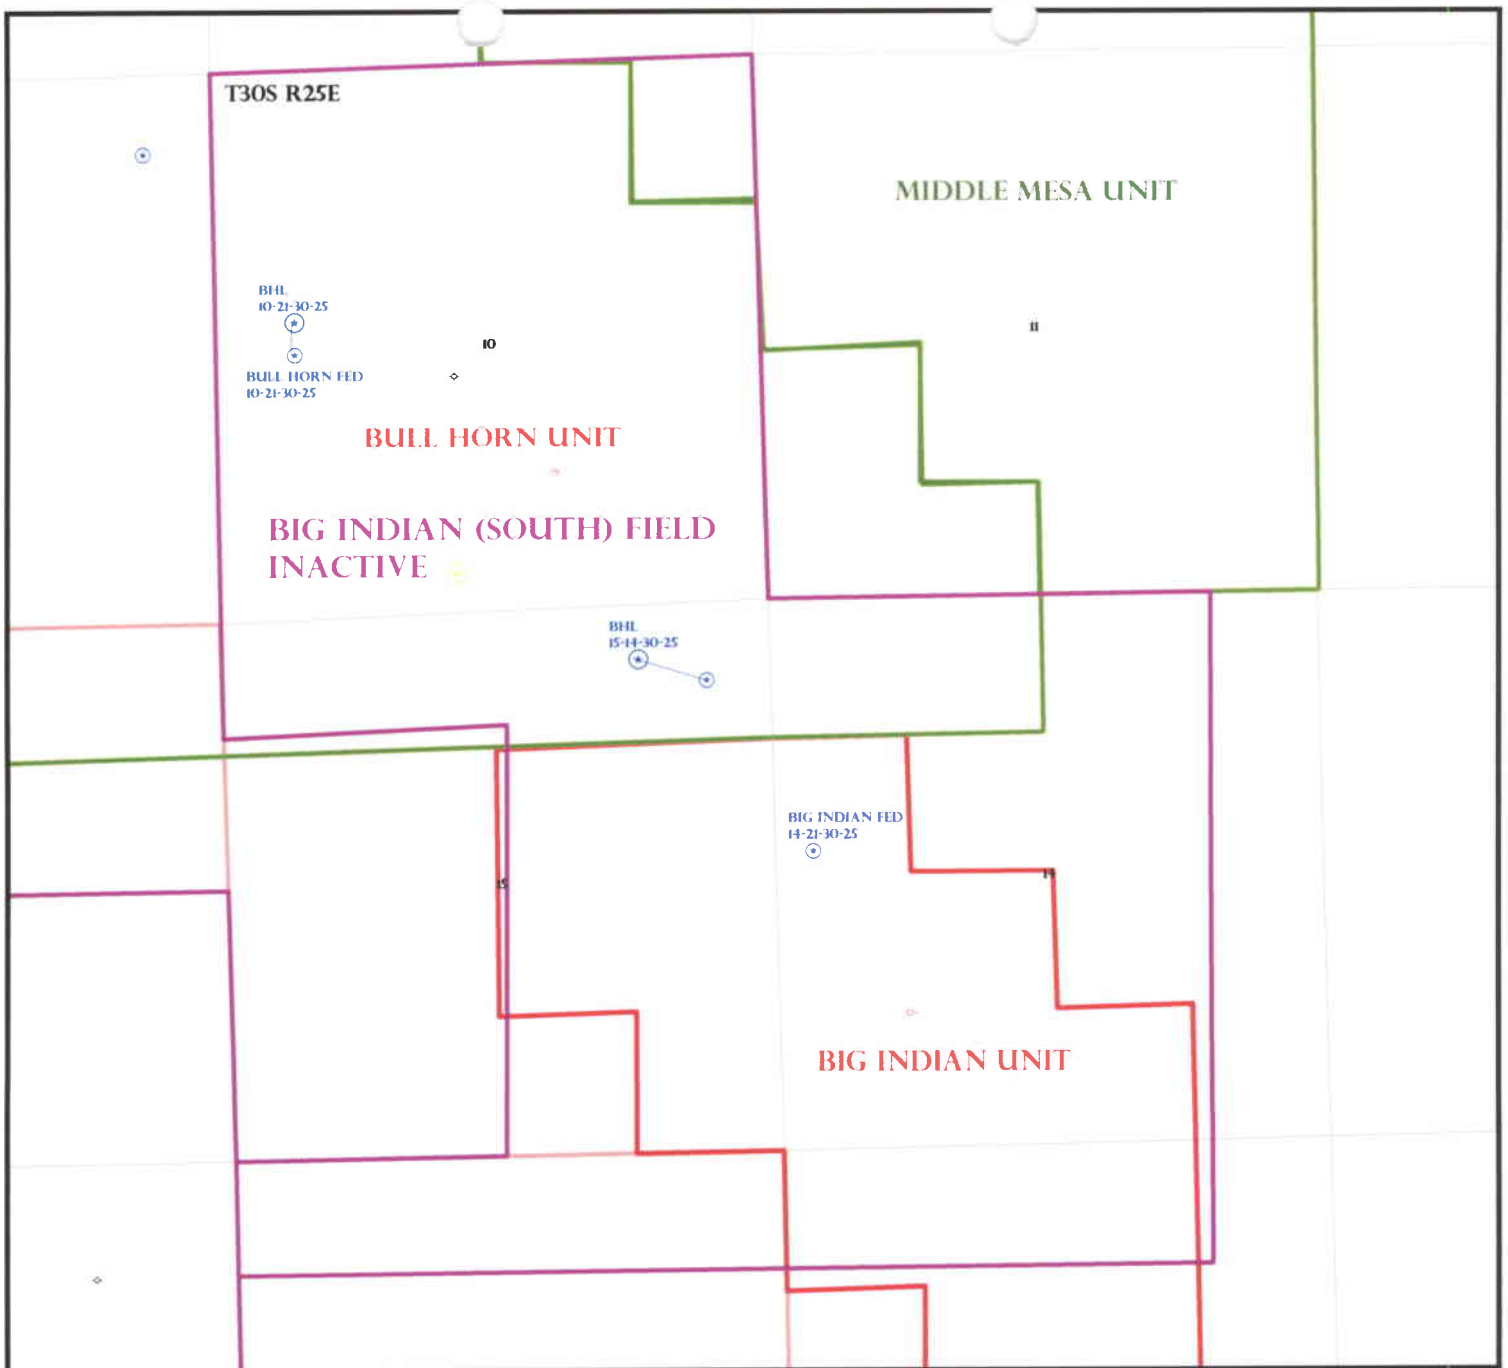 T30S R25E
MIDDLE MESA UNIT
BHL
10-21-30-25
11
10
BULL HORN FED
10-21-30-25
BULL HORN UNIT
BIG INDIAN (SOUTH) FIELD
INACTIVE
BHL
15-14-30-25
BIG INDIAN FED
14-21-30-25
15
14
BIG INDIAN UNIT